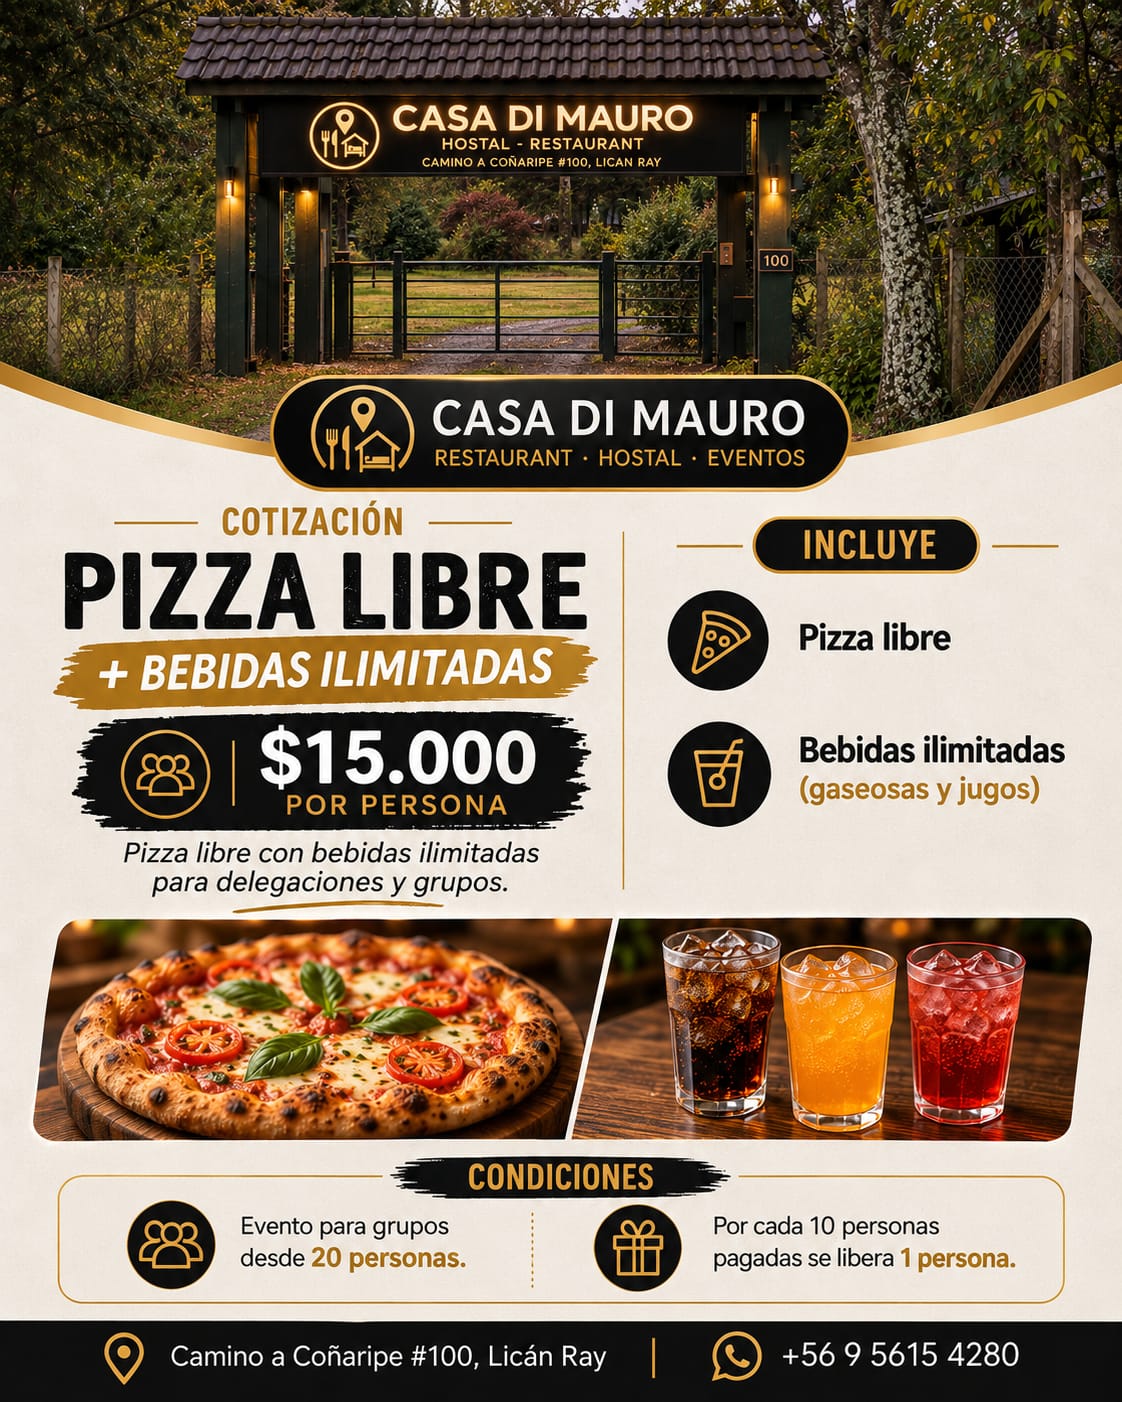 CASA DI MAURO
HOSTAL - RESTAURANT
CAMINO A COÑARIPE #100, LICAN RAY
100
CASA DI MAURO
RESTAURANT · HOSTAL · EVENTOS
COTIZACIÓN
PIZZA LIBRE
+ BEBIDAS ILIMITADAS
$15.000
POR PERSONA
Pizza libre con bebidas ilimitadas
para delegaciones y grupos.
INCLUYE
Pizza libre
Bebidas ilimitadas
(gaseosas y jugos)
CONDICIONES
Evento para grupos
desde 20 personas.
Por cada 10 personas
pagadas se libera 1 persona.
Camino a Coñaripe #100, Licán Ray
+56 9 5615 4280